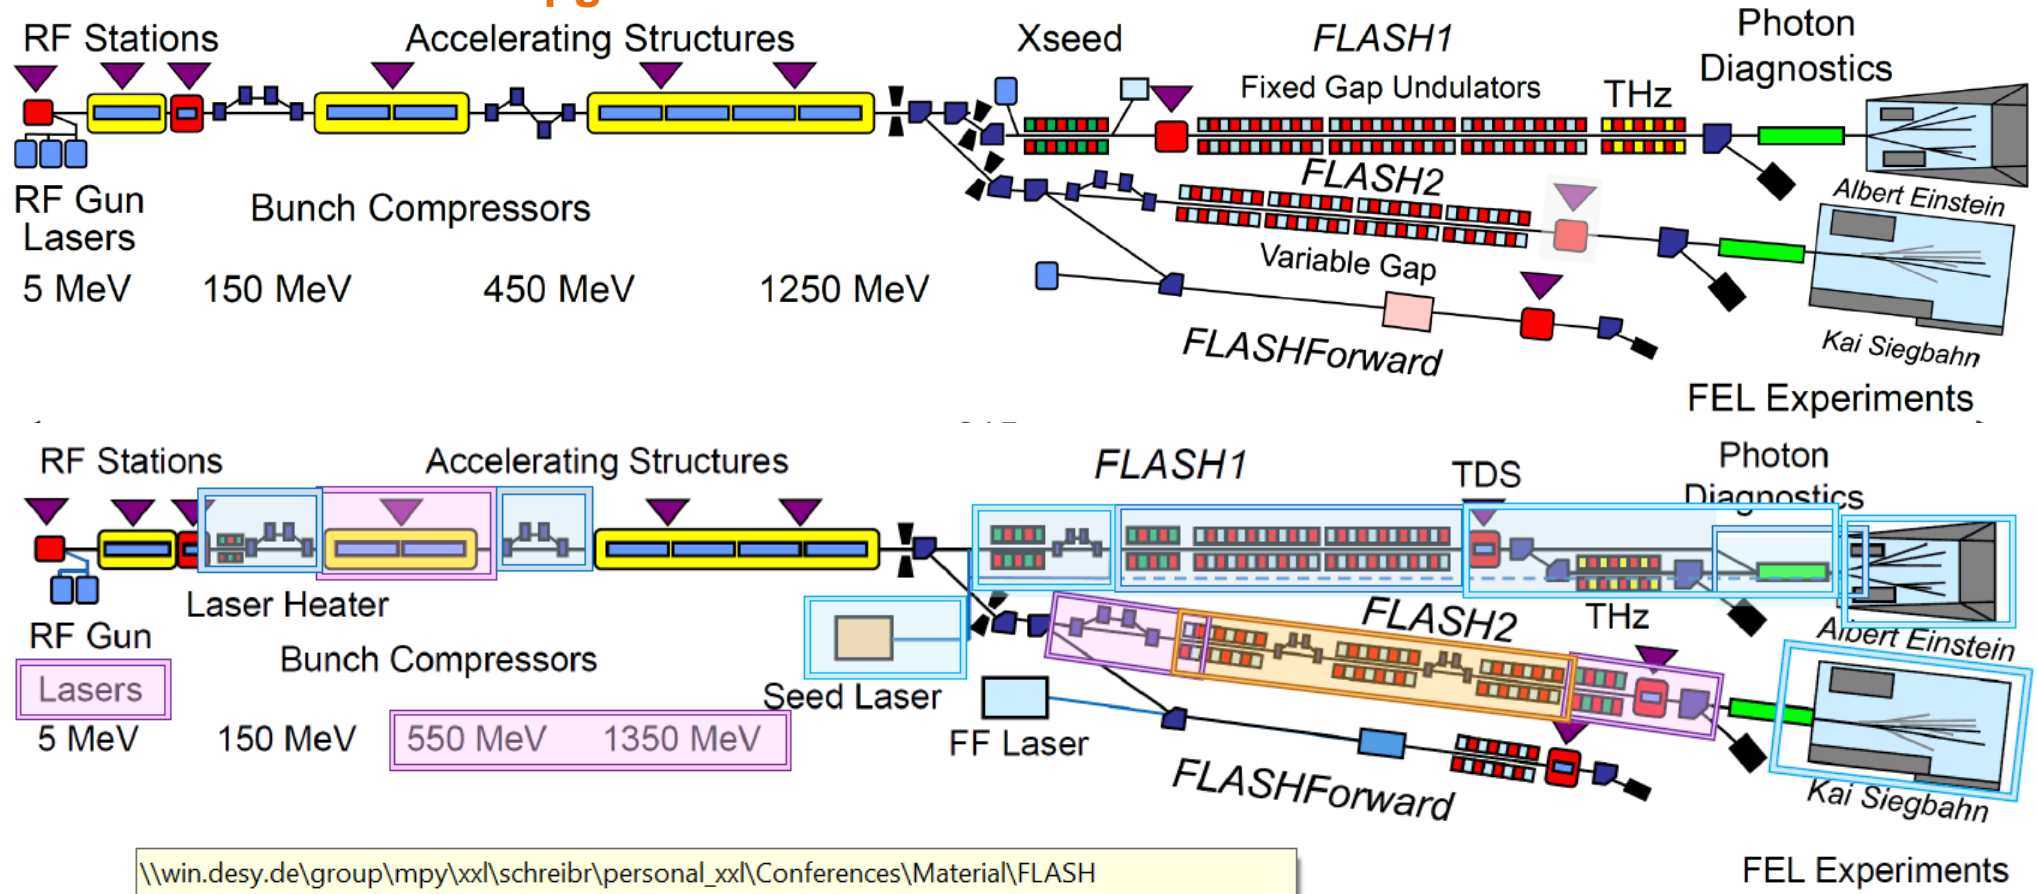 RF Stations
Accelerating Structures
Xseed
FLASH1
Photon
Diagnostics
Fixed Gap Undulators
THz
RF Gun
Lasers
Bunch Compressors
FLASH2
Albert Einstein
Variable Gap
5 MeV
150 MeV
450 MeV
1250 MeV
FLASHForward
Kai Siegbahn
FEL Experiments
RF Stations
Accelerating Structures
FLASH1
TDS
Photon
Diagnostics
Laser Heater
RF Gun
FLASH2
THz
Albert Einstein
Bunch Compressors
Lasers
Seed Laser
5 MeV
150 MeV
550 MeV
1350 MeV
FF Laser
FLASHForward
Kai Siegbahn
FEL Experiments
\\win.desy.de\group\mpy\xxl\schreibr\personal_xxl\Conferences\Material\FLASH